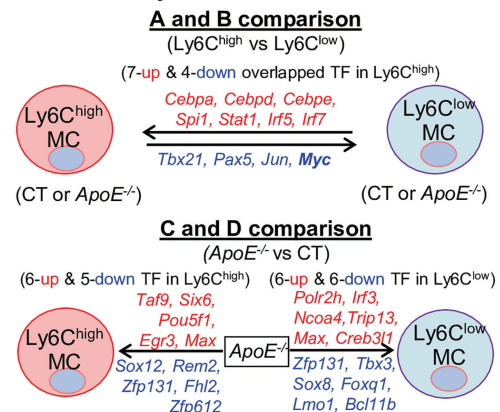 A and B comparison
(Ly6Chigh vs Ly6Clow)
(7-up & 4-down overlapped TF in Ly6Chigh)
Cebpa, Cebpd, Cebpe,
Spi1, Stat1, Irf5, Irf7
Ly6Chigh
MC
Ly6Clow
MC
Tbx21, Pax5, Jun, Myc
(CT or ApoE-/-)
(CT or ApoE-/-)
C and D comparison
(ApoE-/- vs CT)
(6-up & 5-down TF in Ly6Chigh)
(6-up & 6-down TF in Ly6Clow)
Taf9, Six6,
Pou5f1,
Egr3, Max
Polr2h, Irf3,
Ncoa4,Trip13,
Max, Creb3l1
Ly6Chigh
MC
ApoE-/-
Ly6Clow
MC
Sox12, Rem2,
Zfp131, Fhl2,
Zfp612
Zfp131, Tbx3,
Sox8, Foxq1,
Lmo1, Bcl11b